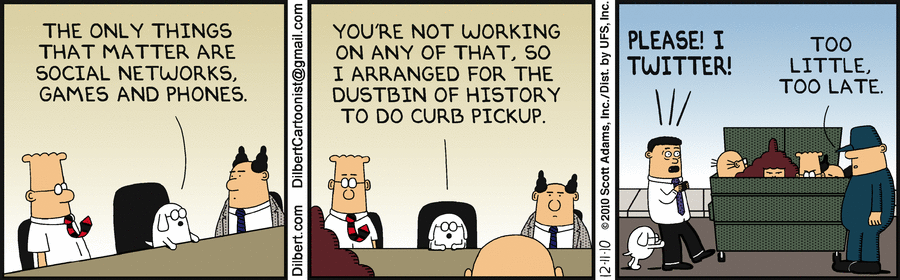 THE ONLY THINGS
THAT MATTER ARE
SOCIAL NETWORKS,
GAMES AND PHONES.
Dilbert.com DilbertCartoonist@gmail.com
YOU'RE NOT WORKING
ON ANY OF THAT, SO
I ARRANGED FOR THE
DUSTBIN OF HISTORY
TO DO CURB PICKUP.
12-11-10 © 2010 Scott Adams, Inc./Dist. by UFS, Inc.
PLEASE! I
TWITTER!
TOO
LITTLE,
TOO LATE.